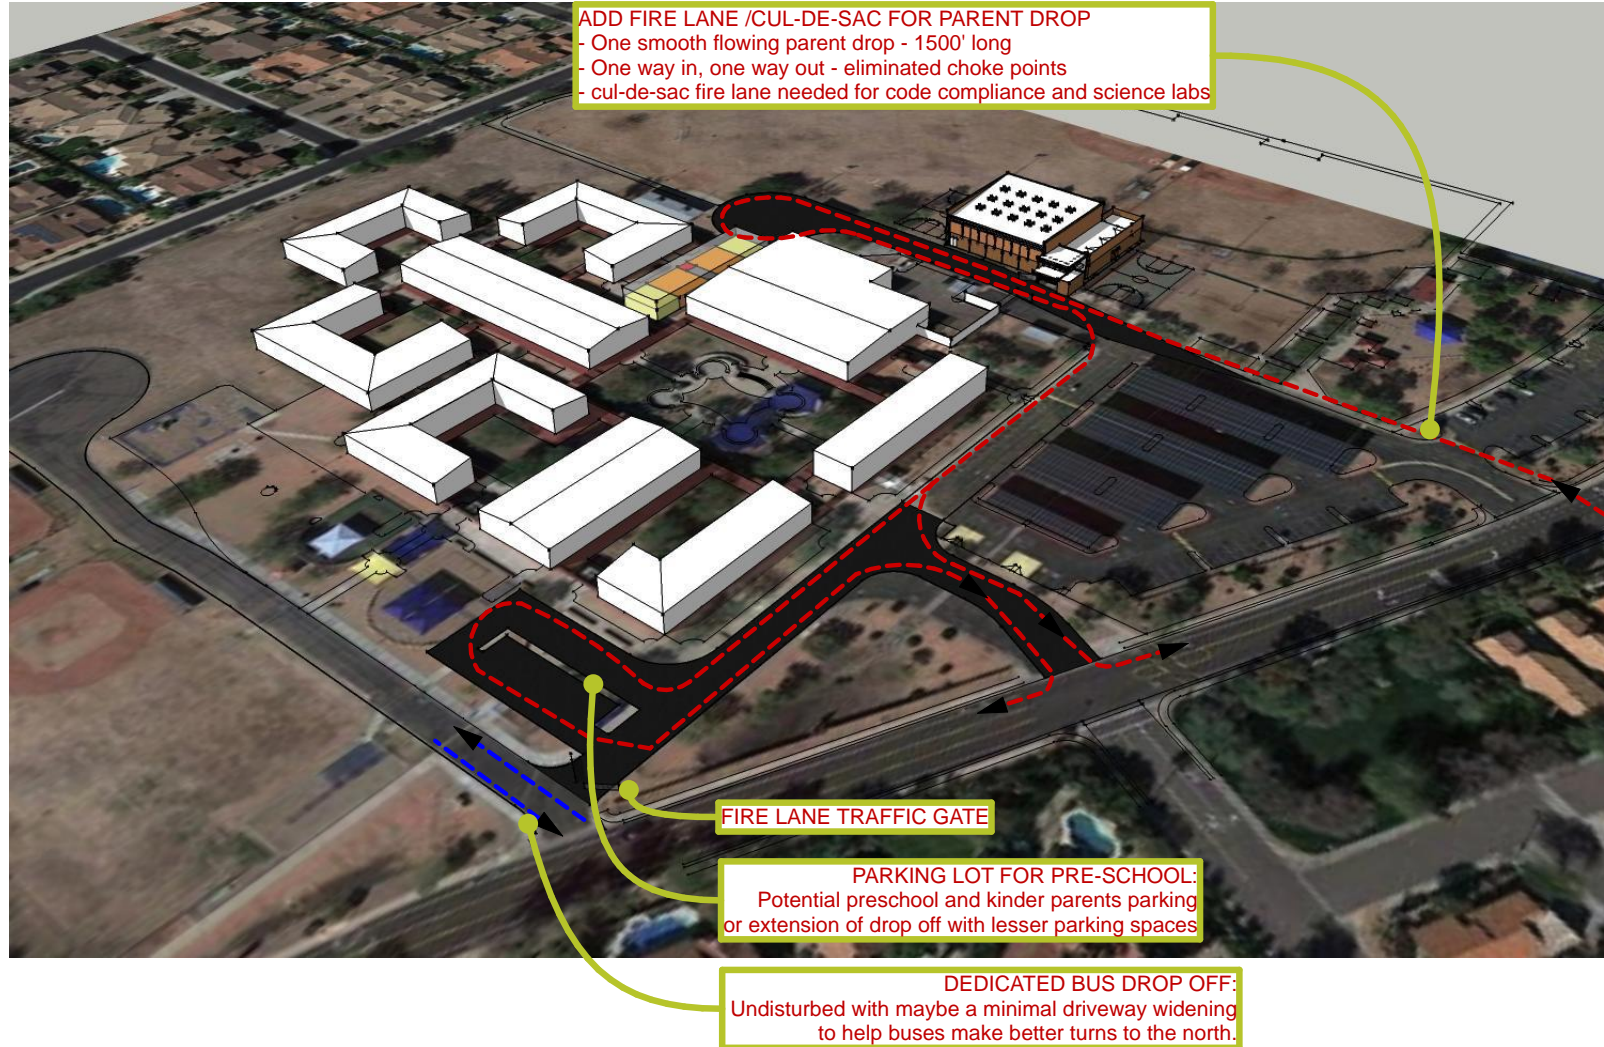 ADD FIRE LANE /CUL-DE-SAC FOR PARENT DROP
- One smooth flowing parent drop - 1500' long
- One way in, one way out - eliminated choke points
- cul-de-sac fire lane needed for code compliance and science labs
FIRE LANE TRAFFIC GATE
PARKING LOT FOR PRE-SCHOOL:
Potential preschool and kinder parents parking
or extension of drop off with lesser parking spaces
DEDICATED BUS DROP OFF:
Undisturbed with maybe a minimal driveway widening
to help buses make better turns to the north.